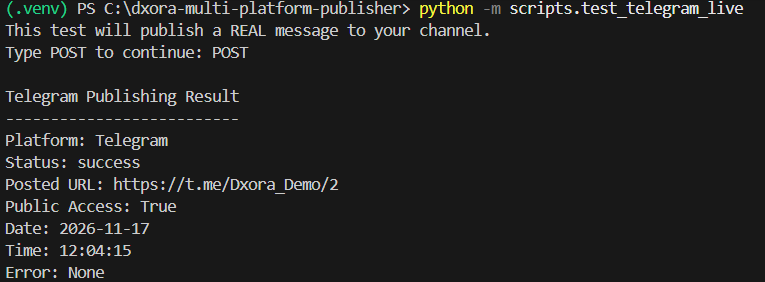 (.venv) PS C:\dxora-multi-platform-publisher> python -m scripts.test_telegram_live
This test will publish a REAL message to your channel.
Type POST to continue: POST
Telegram Publishing Result
--------------------------
Platform: Telegram
Status: success
Posted URL: https://t.me/Dxora_Demo/2
Public Access: True
Date: 2026-11-17
Time: 12:04:15
Error: None